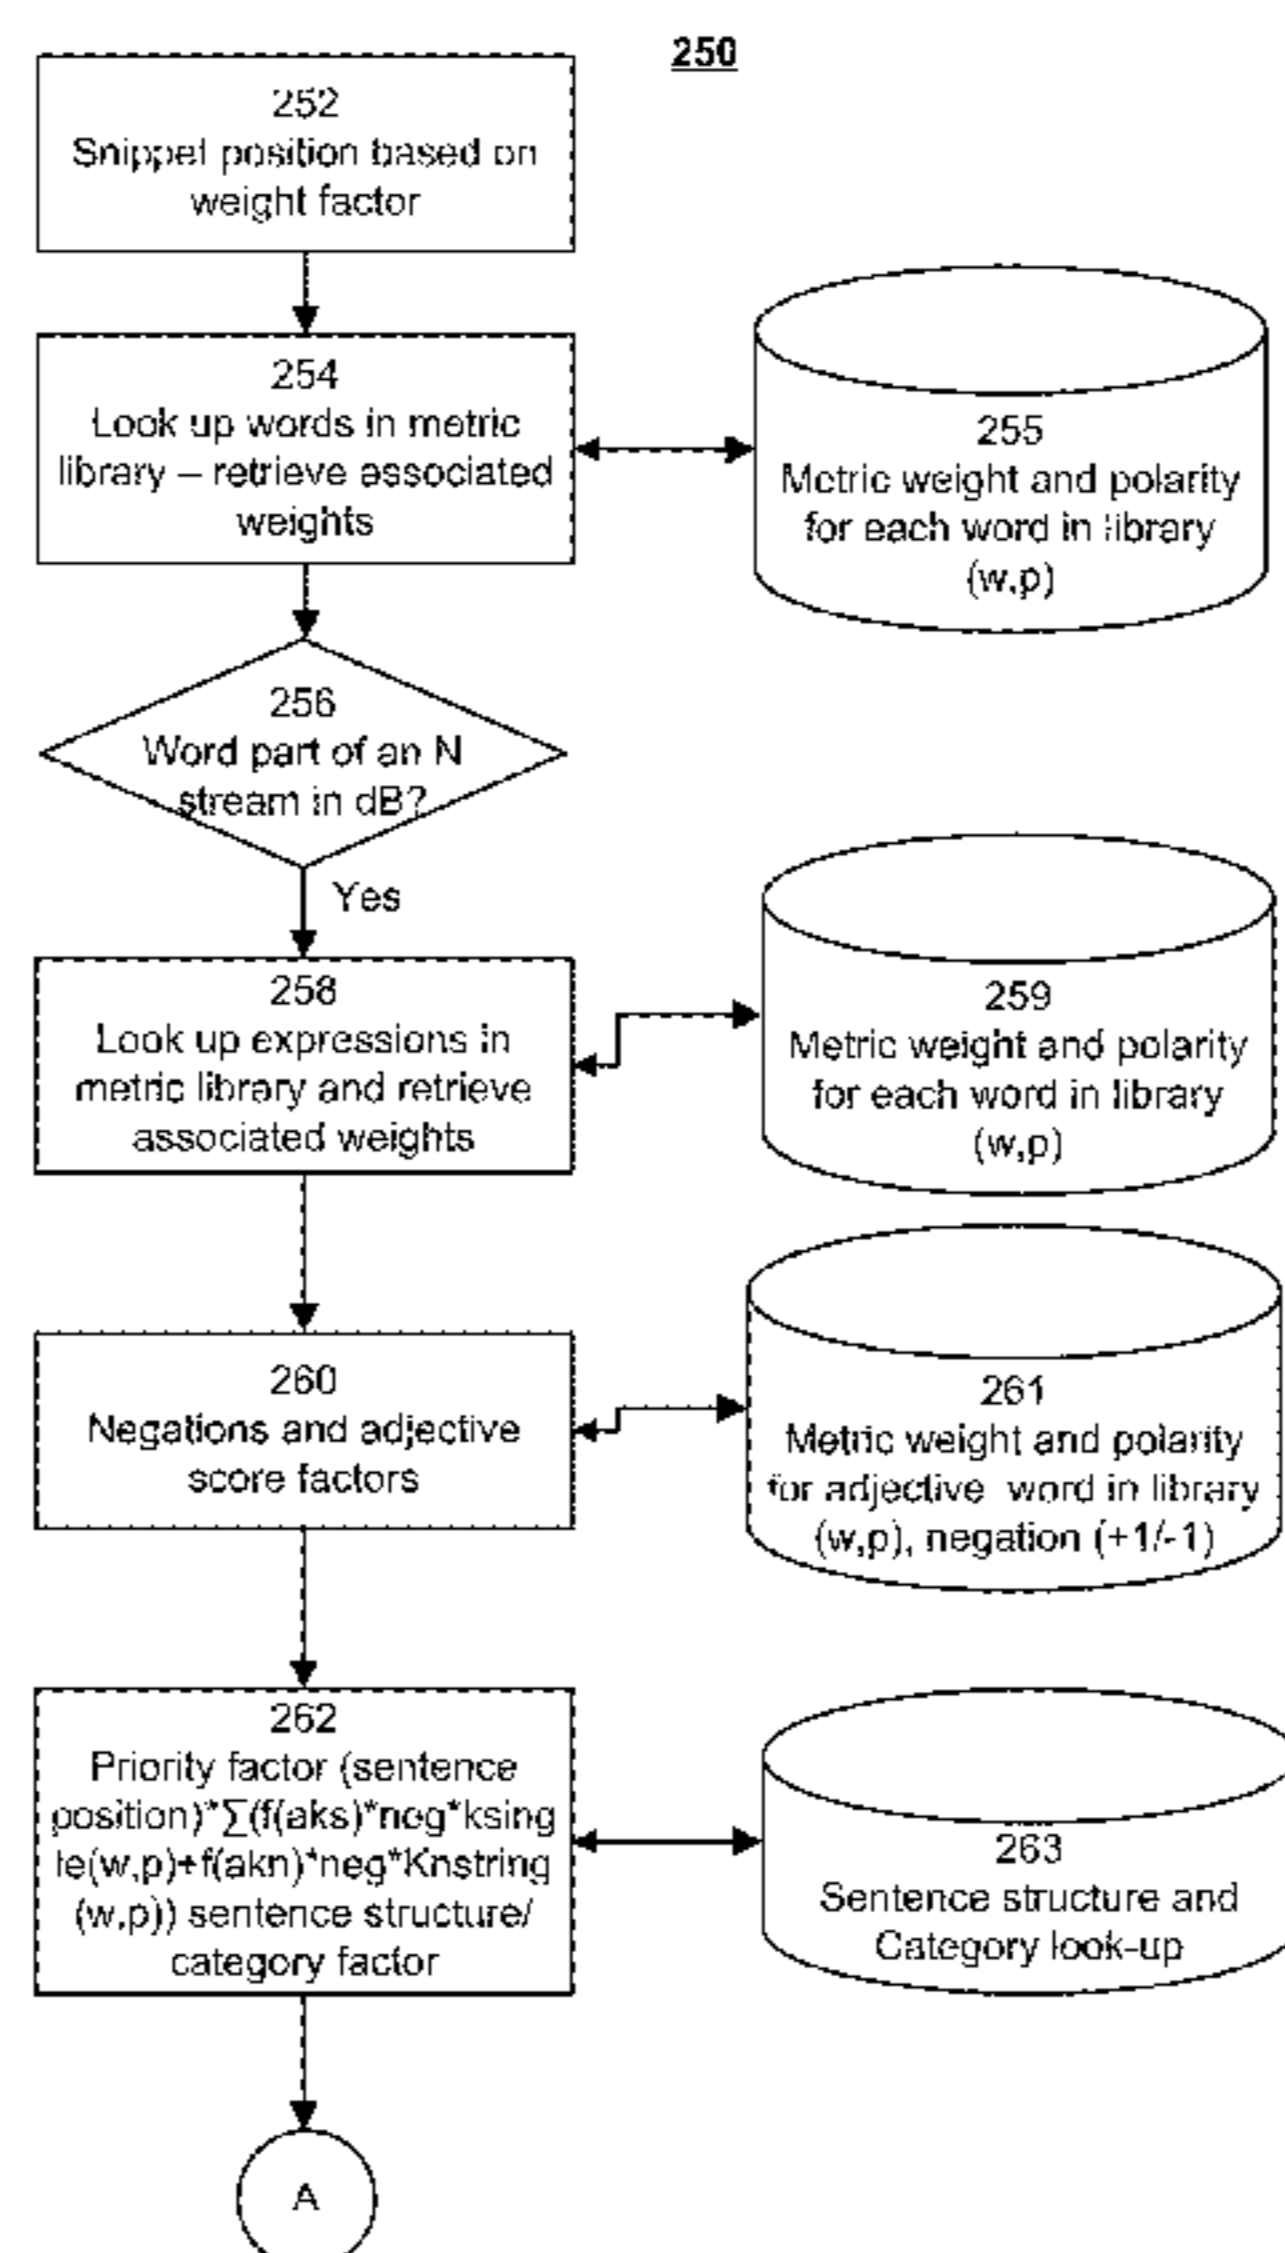 250
252
Snippet position based on
weight factor
254
Look up words in metric
library – retrieve associated
weights
255
Metric weight and polarity
for each word in library
(w,p)
256
Word part of an N
stream in dB?
Yes
258
Look up expressions in
metric library and retrieve
associated weights
259
Metric weight and polarity
for each word in library
(w,p)
260
Negations and adjective
score factors
261
Metric weight and polarity
for adjective word in library
(w,p), negation (+1/-1)
262
Priority factor (sentence
position)*∑(f(aks)*neg*ksing
le(w,p)+f(akn)*neg*Knstring
(w,p)) sentence structure/
category factor
263
Sentence structure and
Category look-up
A